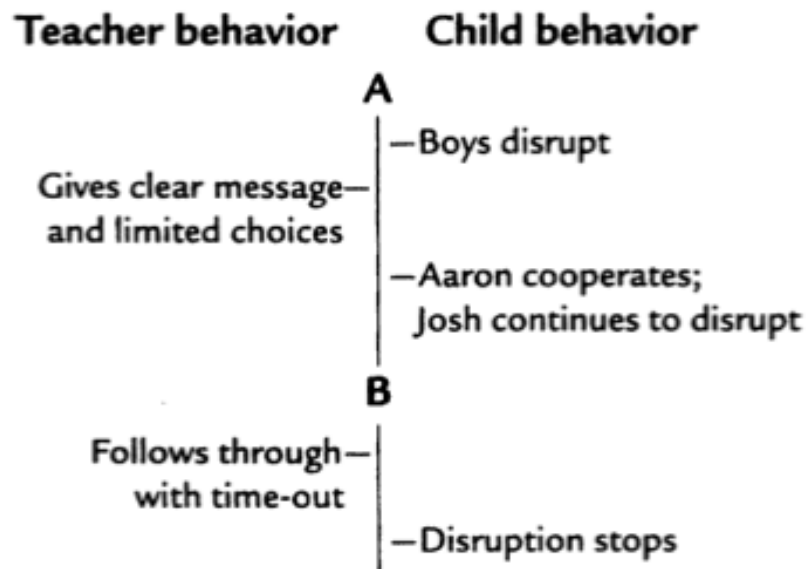 Teacher behavior Child behavior
A
Boys disrupt
Gives clear message
and limited choices
Aaron cooperates;
Josh continues to disrupt
B
Follows through
with time-out
Disruption stops